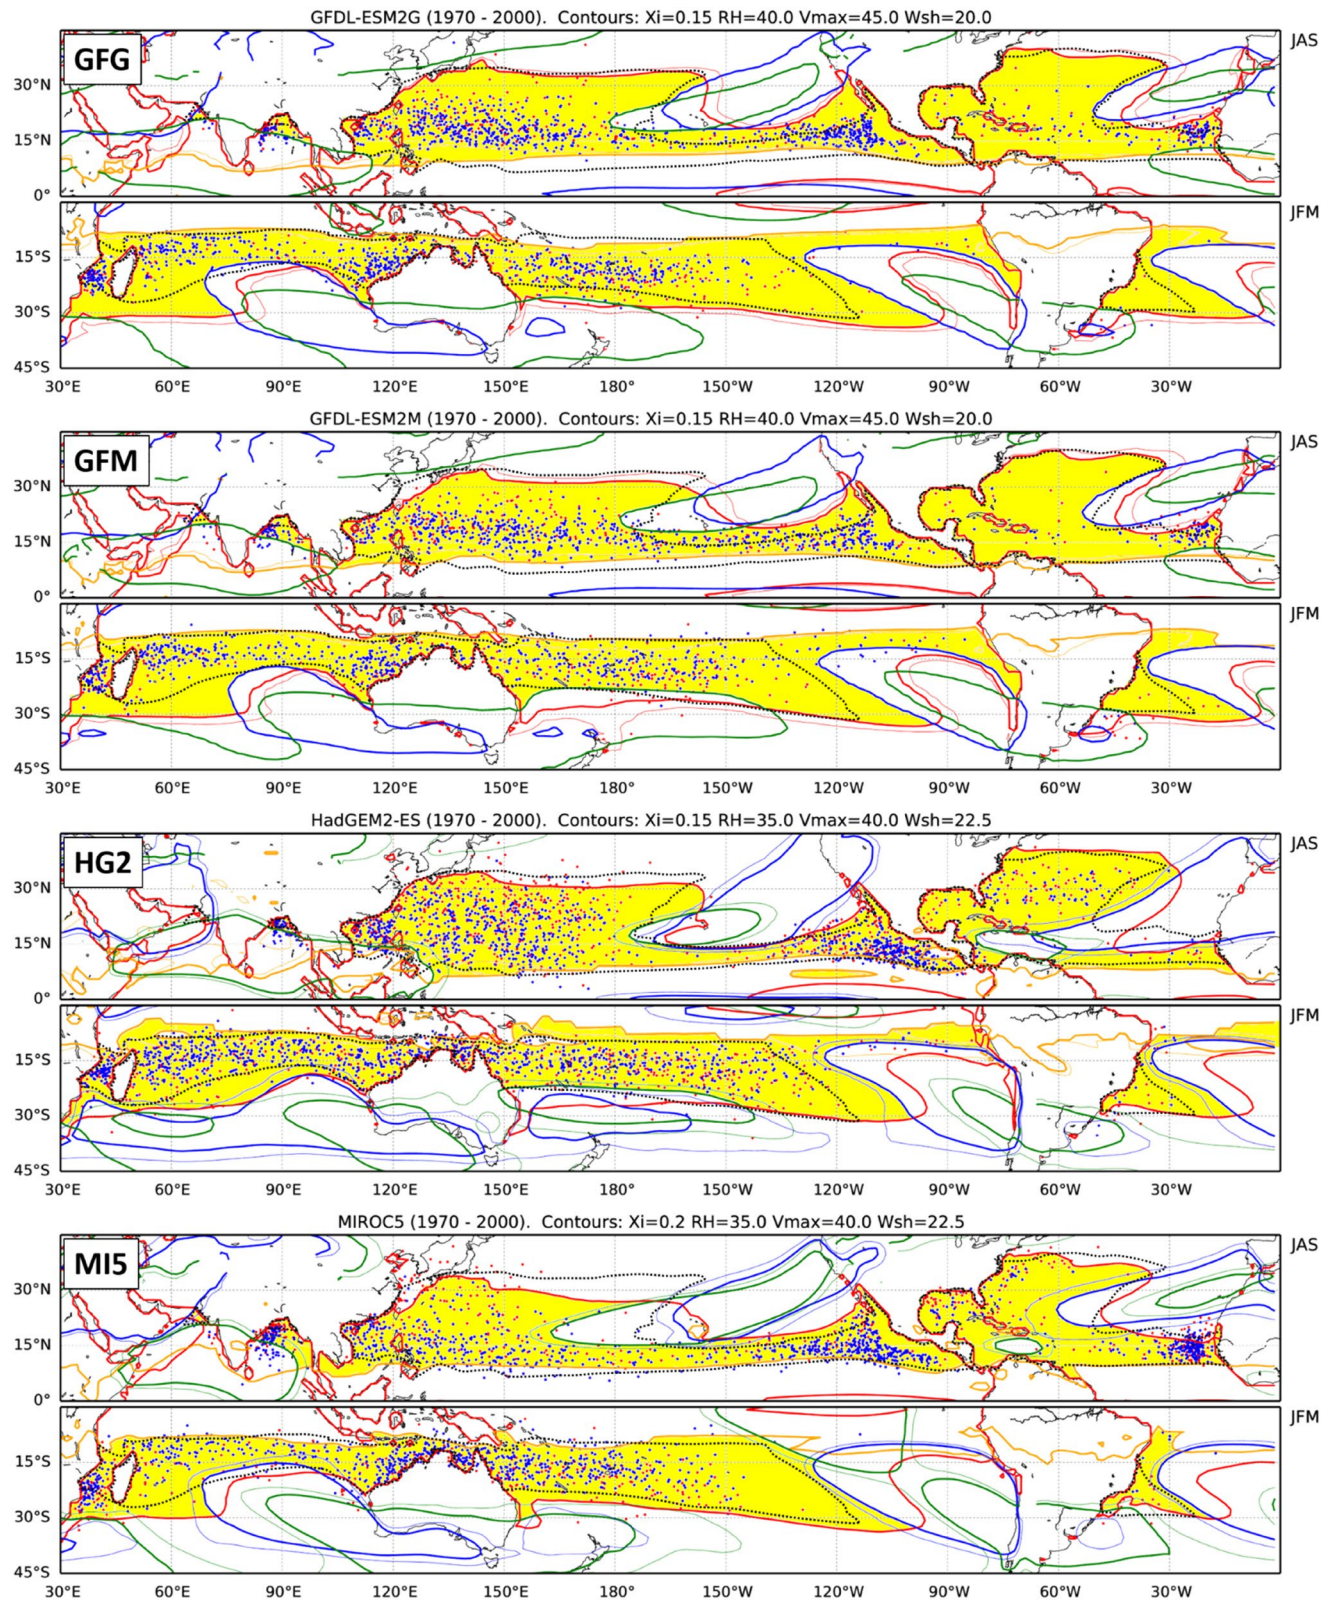 GFDL-ESM2G (1970 - 2000).  Contours: Xi=0.15 RH=40.0 Vmax=45.0 Wsh=20.0
GFG
JAS
30°N
15°N
0°
JFM
15°S
30°S
45°S
30°E 60°E 90°E 120°E 150°E 180° 150°W 120°W 90°W 60°W 30°W
GFDL-ESM2M (1970 - 2000).  Contours: Xi=0.15 RH=40.0 Vmax=45.0 Wsh=20.0
GFM
JAS
30°N
15°N
0°
JFM
15°S
30°S
45°S
30°E 60°E 90°E 120°E 150°E 180° 150°W 120°W 90°W 60°W 30°W
HadGEM2-ES (1970 - 2000).  Contours: Xi=0.15 RH=35.0 Vmax=40.0 Wsh=22.5
HG2
JAS
30°N
15°N
0°
JFM
15°S
30°S
45°S
30°E 60°E 90°E 120°E 150°E 180° 150°W 120°W 90°W 60°W 30°W
MIROC5 (1970 - 2000).  Contours: Xi=0.2 RH=35.0 Vmax=40.0 Wsh=22.5
MI5
JAS
30°N
15°N
0°
JFM
15°S
30°S
45°S
30°E 60°E 90°E 120°E 150°E 180° 150°W 120°W 90°W 60°W 30°W